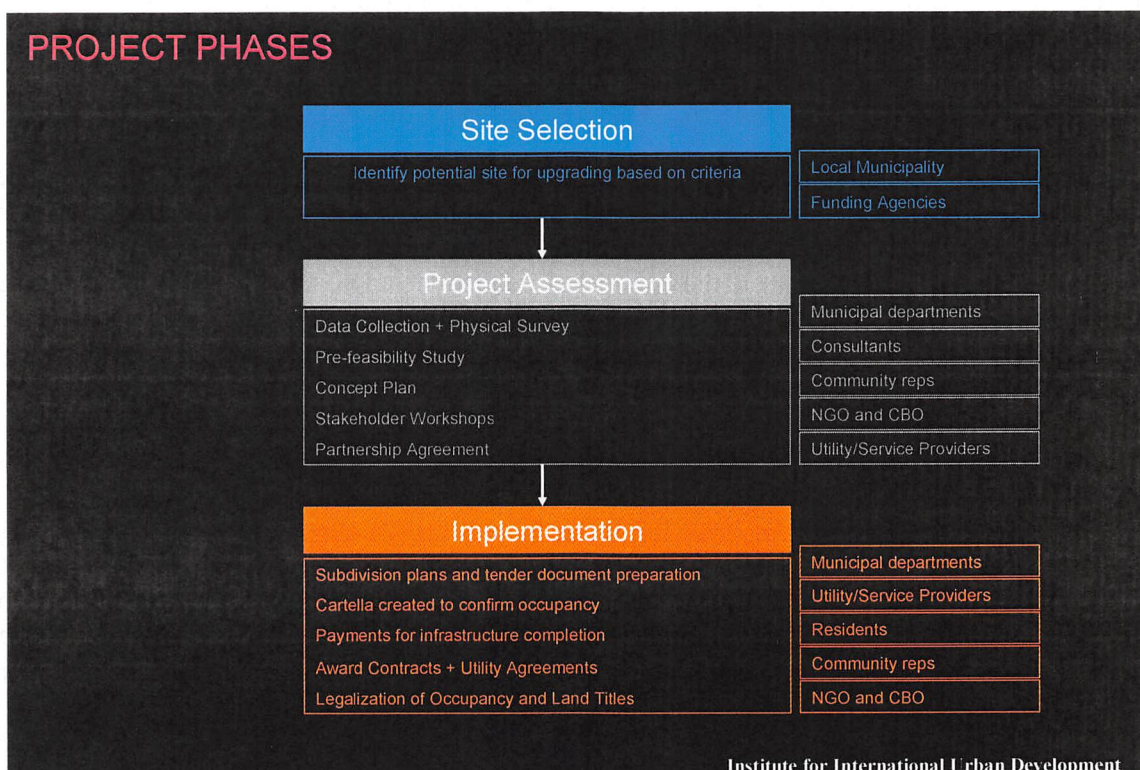 PROJECT PHASES
Site Selection
Identify potential site for upgrading based on criteria
Local Municipality
Funding Agencies
Project Assessment
Data Collection + Physical Survey
Pre-feasibility Study
Concept Plan
Stakeholder Workshops
Partnership Agreement
Municipal departments
Consultants
Community reps
NGO and CBO
Utility/Service Providers
Implementation
Subdivision plans and tender document preparation
Cartella created to confirm occupancy
Payments for infrastructure completion
Award Contracts + Utility Agreements
Legalization of Occupancy and Land Titles
Municipal departments
Utility/Service Providers
Residents
Community reps
NGO and CBO
Institute for International Urban Development